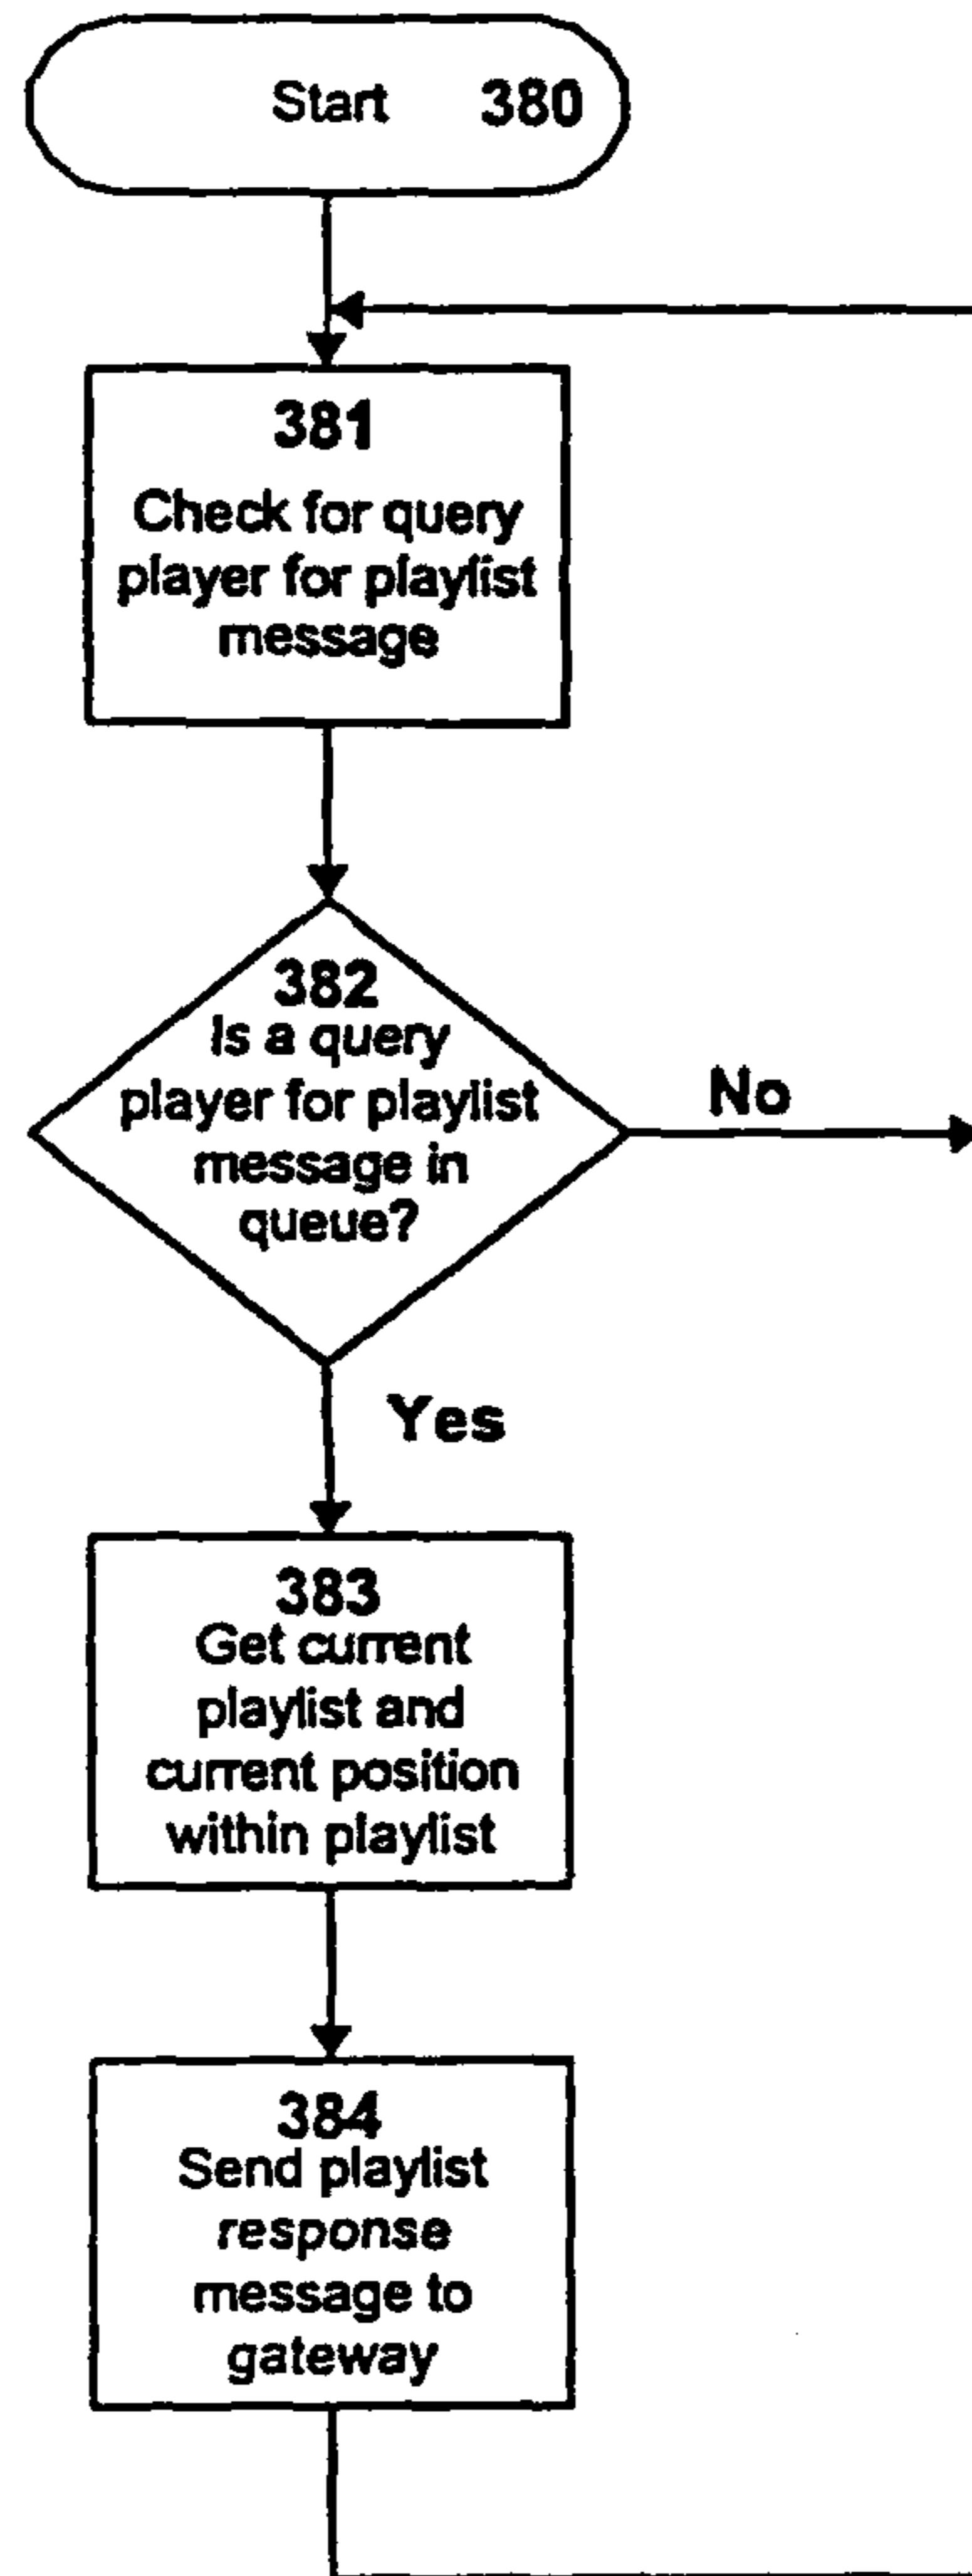 Start 380
381
Check for query
player for playlist
message
382
Is a query
player for playlist
message in
queue?
No
Yes
383
Get current
playlist and
current position
within playlist
384
Send playlist
response
message to
gateway